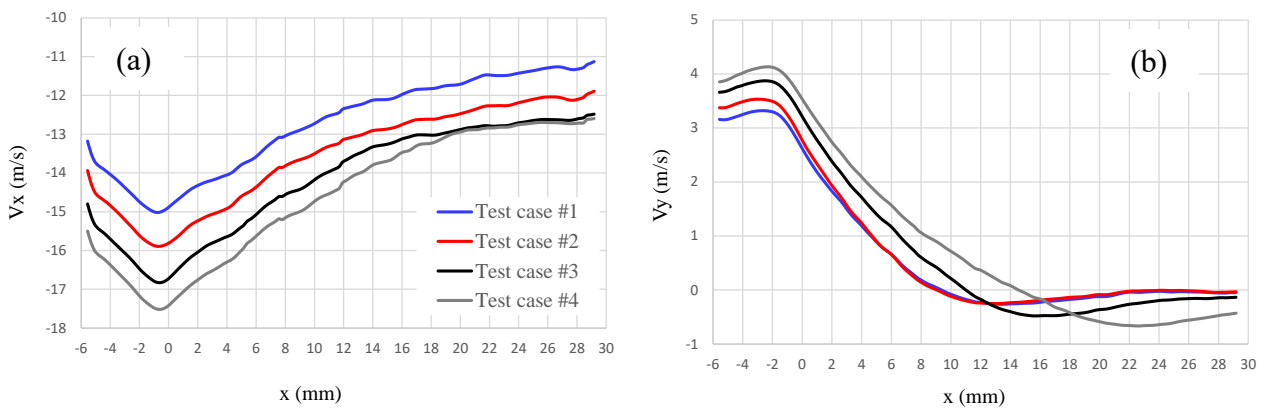 (a)
-10
-11
-12
-13
-14
-15
-16
-17
-18
Vx (m/s)
-6 -4 -2 0 2 4 6 8 10 12 14 16 18 20 22 24 26 28 30
x (mm)
Test case #1
Test case #2
Test case #3
Test case #4
(b)
5
4
3
2
1
0
-1
Vy (m/s)
-6 -4 -2 0 2 4 6 8 10 12 14 16 18 20 22 24 26 28 30
x (mm)